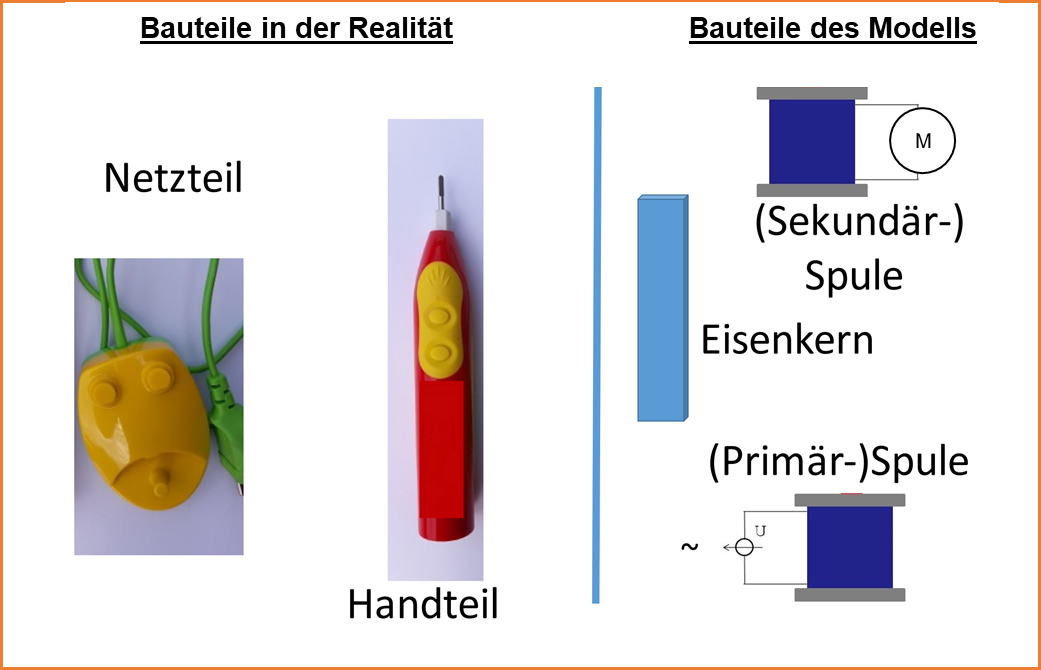 Bauteile in der Realität
Bauteile des Modells
Netzteil
Handteil
M
(Sekundär-)
Spule
Eisenkern
(Primär-)Spule
~
U